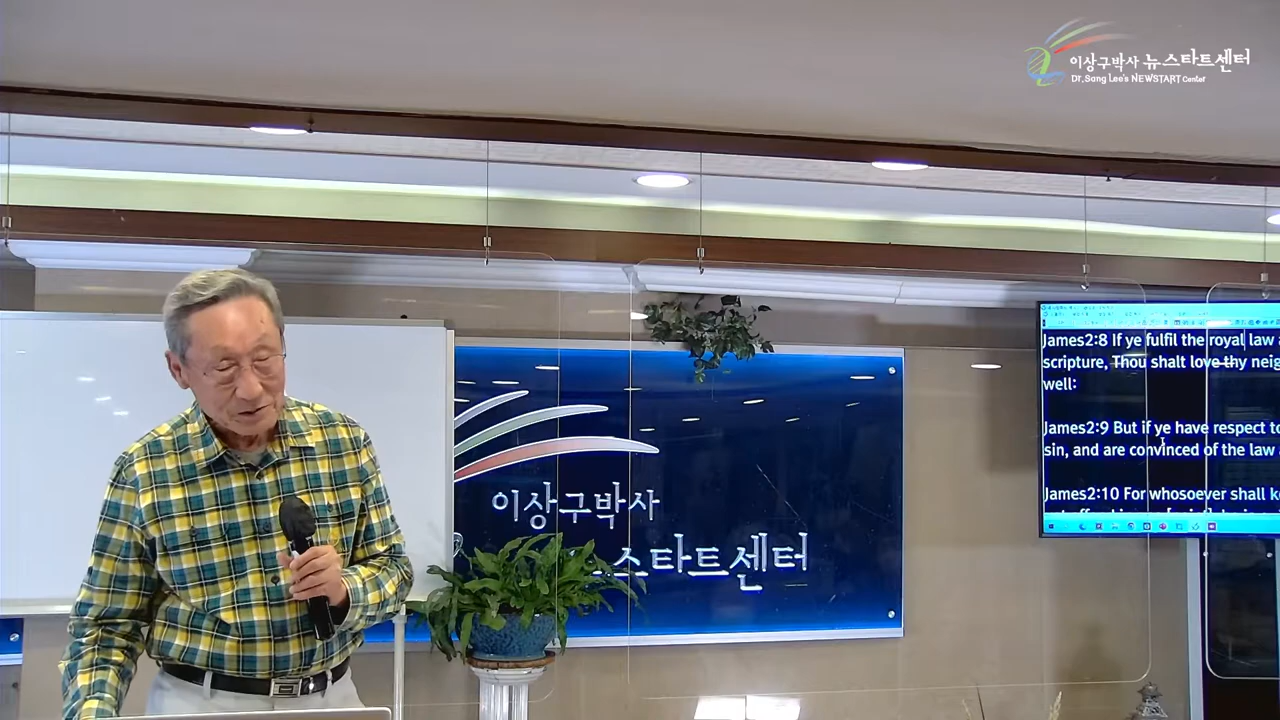 이상구박사 뉴스타트센터
Dr. Sang Lee's NEWSTART Center
이상구박사
스타트센터
James2:8 If ye fulfil the royal law
scripture, Thou shalt love thy neig
well:
James2:9 But if ye have respect to
sin, and are convinced of the law
James2:10 For whosoever shall ke